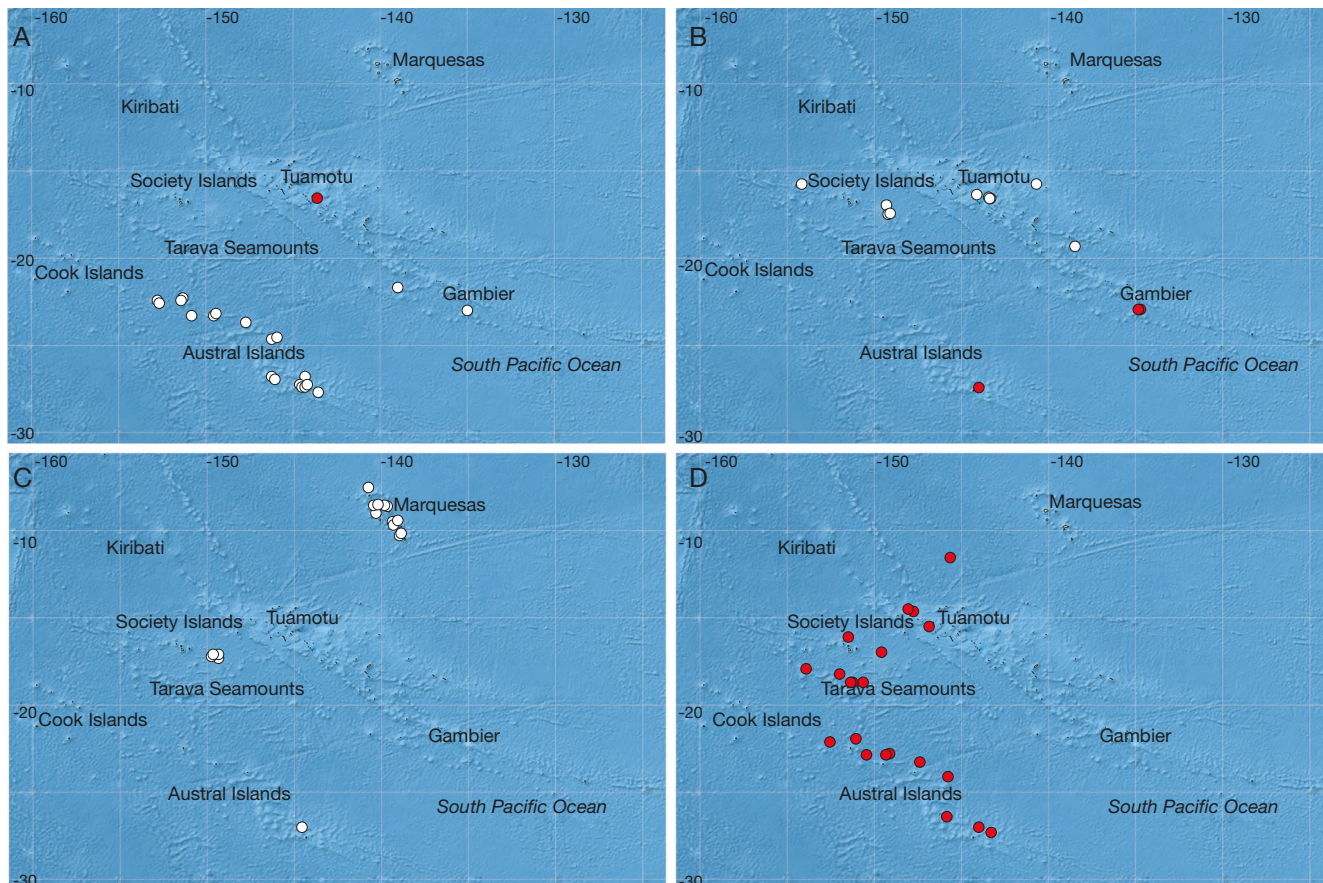 -160 -150 -140 -130
A
Marquesas
-10
Kiribati
Society Islands Tuamotu
Tarava Seamounts
-20
Cook Islands
Gambier
Austral Islands
South Pacific Ocean
-30
-160 -150 -140 -130
B
Marquesas
-10
Kiribati
Society Islands Tuamotu
Tarava Seamounts
-20
Cook Islands
Gambier
Austral Islands
South Pacific Ocean
-30
-160 -150 -140 -130
C
Marquesas
-10
Kiribati
Society Islands Tuamotu
Tarava Seamounts
-20
Cook Islands
Gambier
Austral Islands
South Pacific Ocean
-30
-160 -150 -140 -130
D
Marquesas
-10
Kiribati
Society Islands Tuamotu
Tarava Seamounts
-20
Cook Islands
Gambier
Austral Islands
South Pacific Ocean
-30